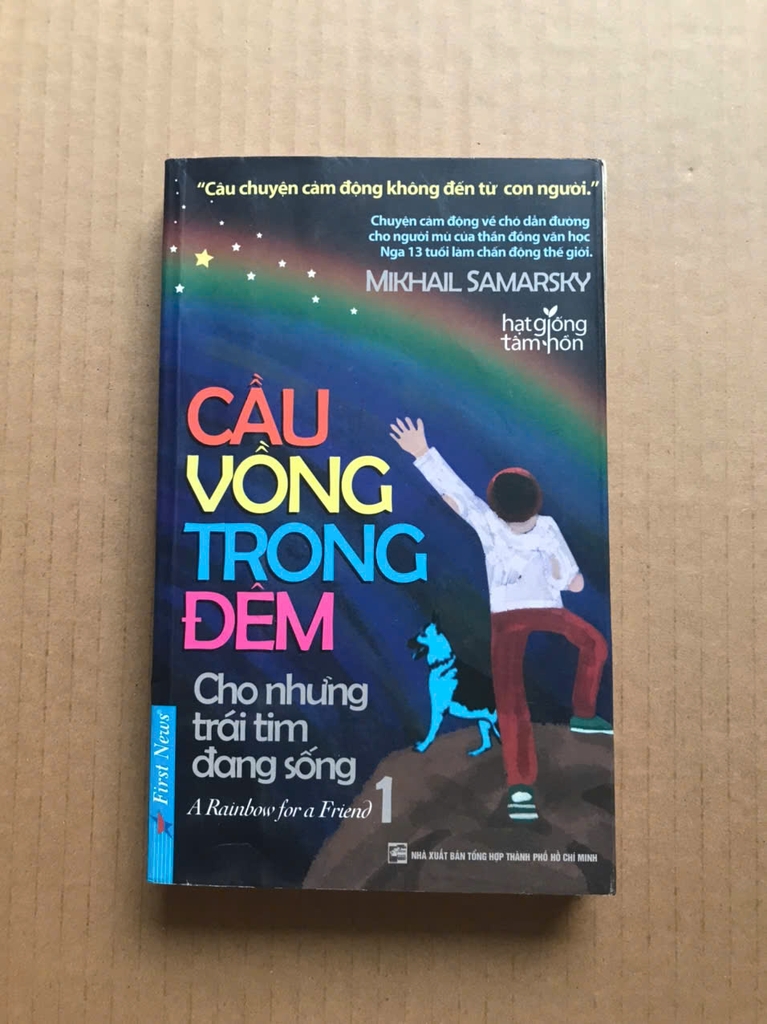 “Câu chuyện cảm động không đến từ con người.”
Chuyện cảm động về chó dẫn đường
cho người mù của thần đồng văn học
Nga 13 tuổi làm chấn động thế giới.
MIKHAIL SAMARSKY
hạt giống
tâm hồn
CẦU
VỒNG
TRONG
ĐÊM
Cho những
trái tim
đang sống
A Rainbow for a Friend 1
First News®
NHÀ XUẤT BẢN TỔNG HỢP THÀNH PHỐ HỒ CHÍ MINH